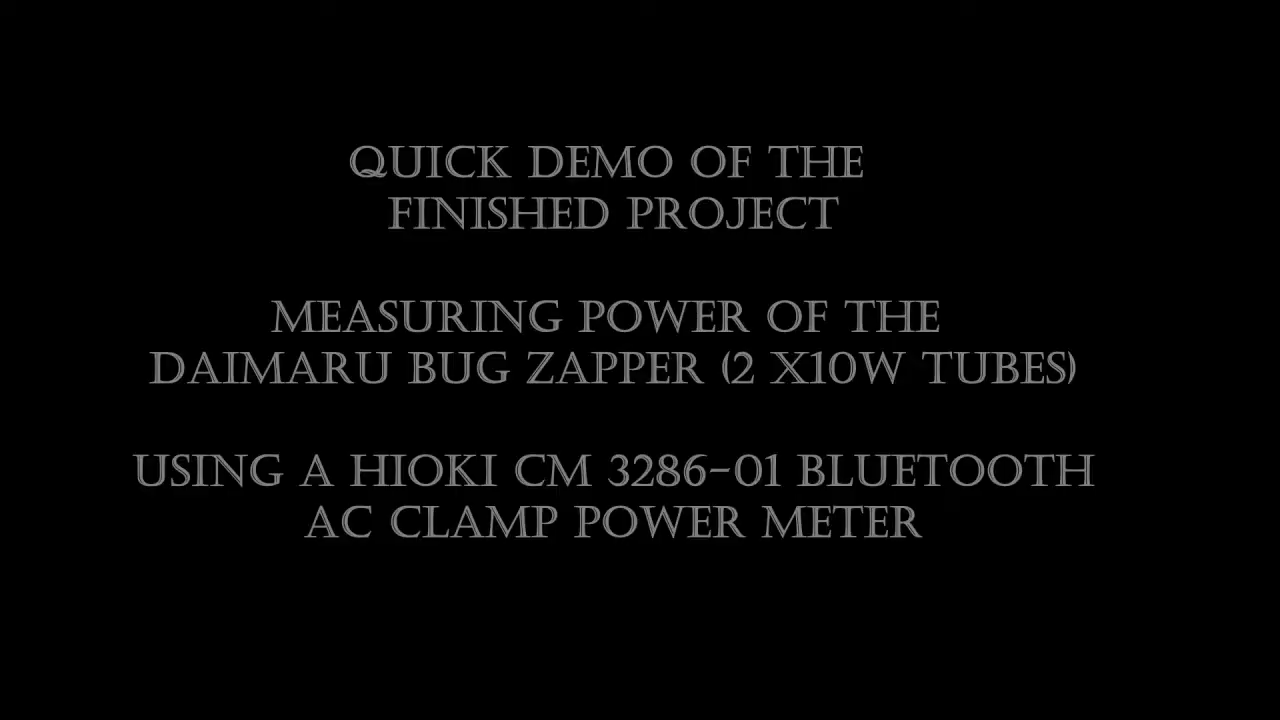 QUICK DEMO OF THE
FINISHED PROJECT
MEASURING POWER OF THE
DAIMARU BUG ZAPPER (2 X10W TUBES)
USING A HIOKI CM 3286-01 BLUETOOTH
AC CLAMP POWER METER